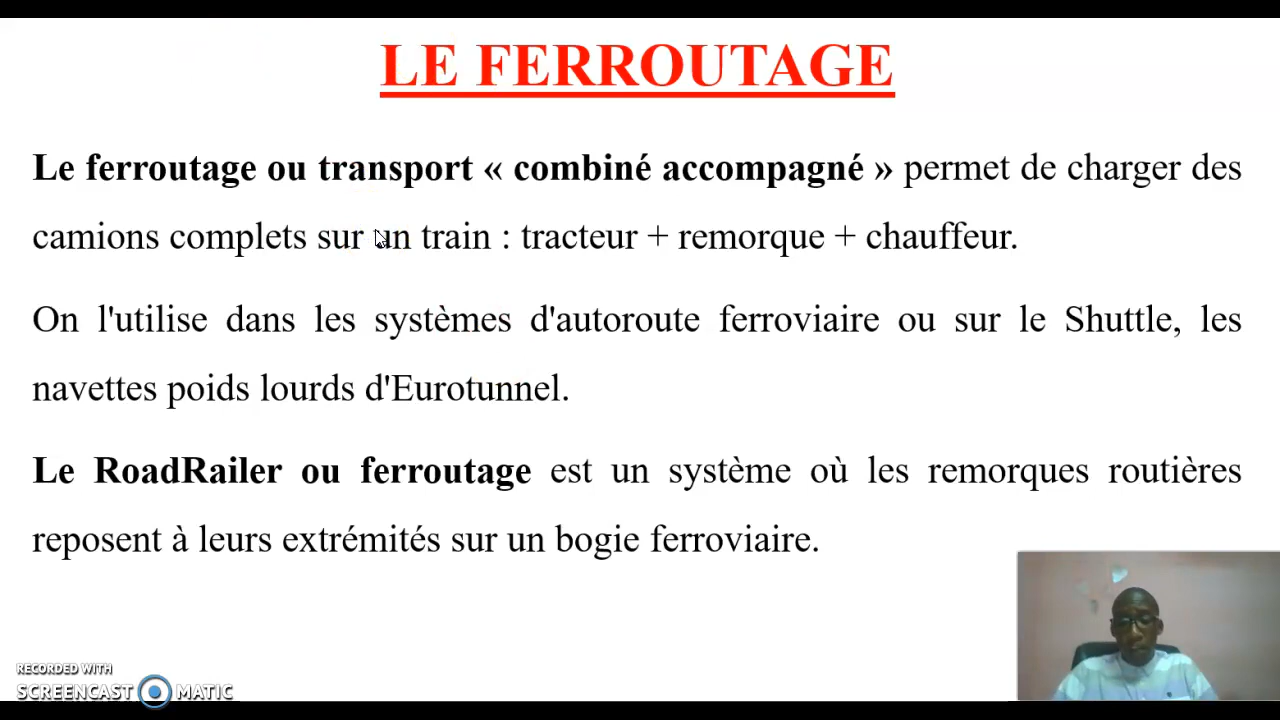 LE FERROUTAGE
Le ferroutage ou transport « combiné accompagné » permet de charger des
camions complets sur un train : tracteur + remorque + chauffeur.
On l'utilise dans les systèmes d'autoroute ferroviaire ou sur le Shuttle, les
navettes poids lourds d'Eurotunnel.
Le RoadRailer ou ferroutage est un système où les remorques routières
reposent à leurs extrémités sur un bogie ferroviaire.
RECORDED WITH
SCREENCAST MATIC